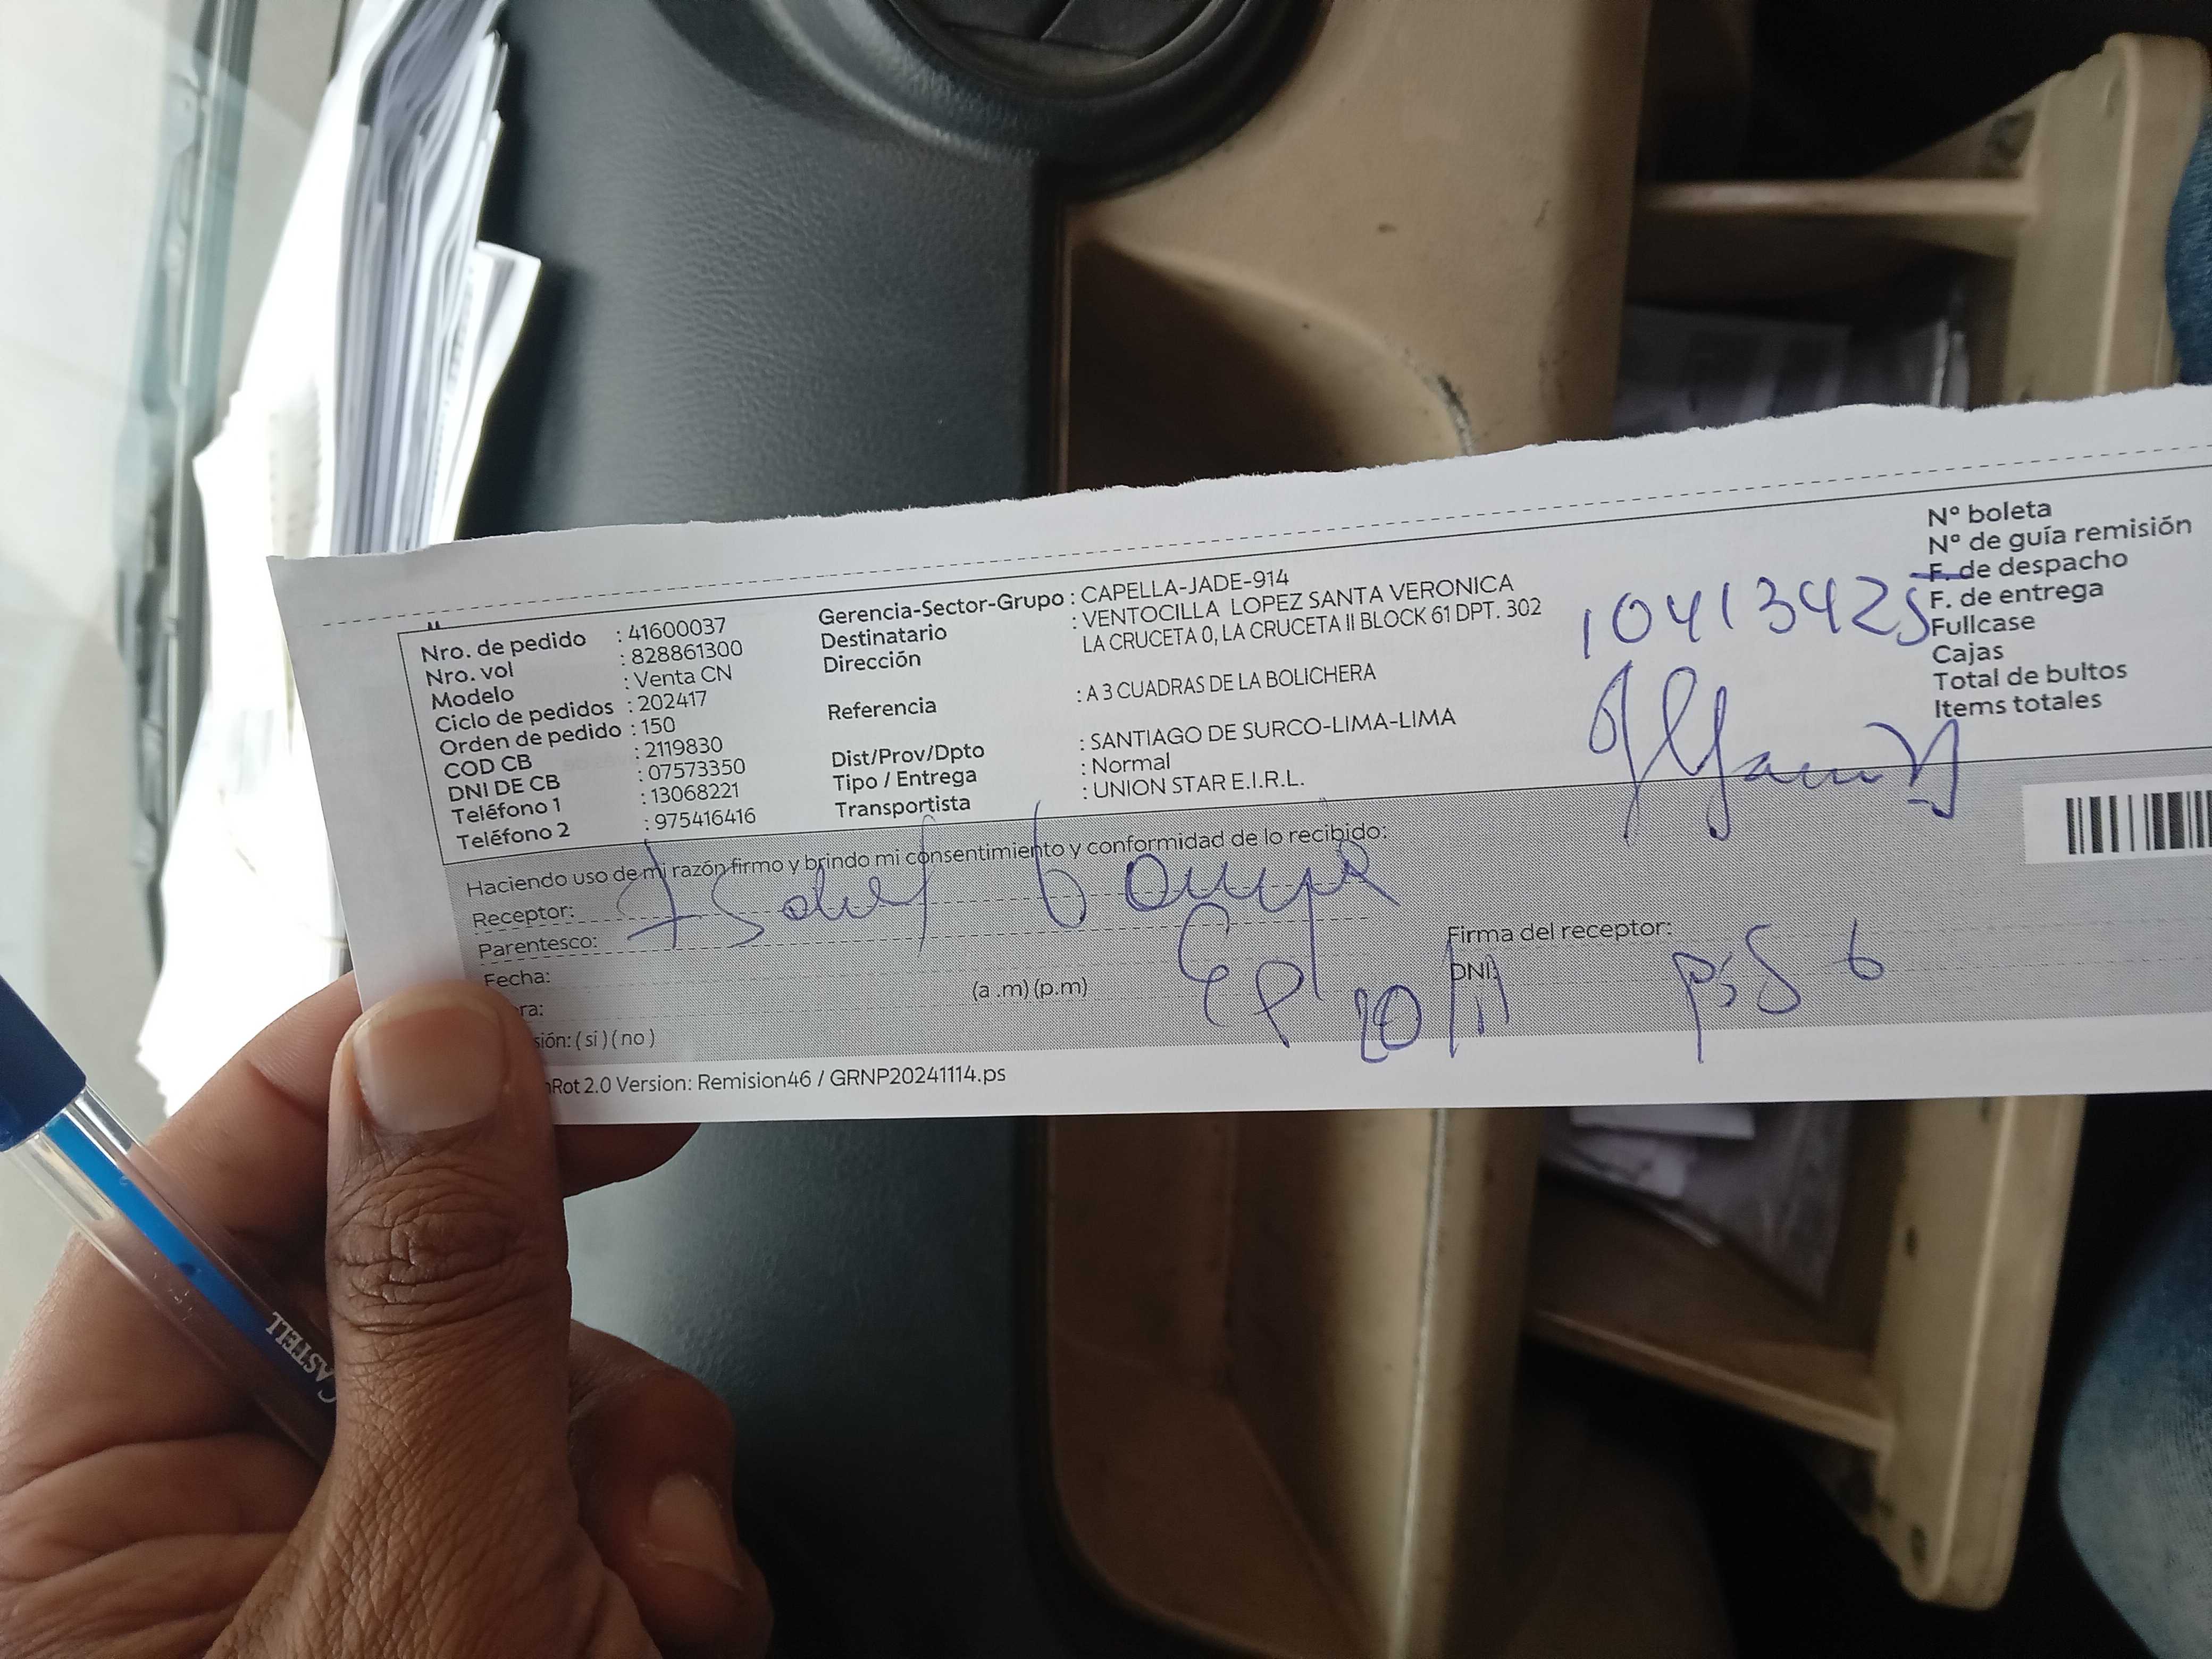 Nro. de pedido : 41600037
Nro. vol : 828861300
Modelo : Venta CN
Ciclo de pedidos : 202417
Orden de pedido : 150
COD CB : 2119830
DNI DE CB : 07573350
Teléfono 1 : 13068221
Teléfono 2 : 975416416
Gerencia-Sector-Grupo : CAPELLA-JADE-914
Destinatario : VENTOCILLA LOPEZ SANTA VERONICA
Dirección LA CRUCETA 0, LA CRUCETA II BLOCK 61 DPT. 302
Referencia : A 3 CUADRAS DE LA BOLICHERA
Dist/Prov/Dpto : SANTIAGO DE SURCO-LIMA-LIMA
Tipo / Entrega : Normal
Transportista : UNION STAR E.I.R.L.
10413425
N° boleta
N° de guía remisión
F. de despacho
F. de entrega
Fullcase
Cajas
Total de bultos
Items totales
Haciendo uso de mi razón firmo y brindo mi consentimiento y conformidad de lo recibido:
Receptor: Isabel
Parentesco:
Fecha:
ra: (a .m) (p.m)
sión: ( si ) ( no )
Firma del receptor:
DNI:
20/11
nRot 2.0 Version: Remision46 / GRNP20241114.ps
CASTELL